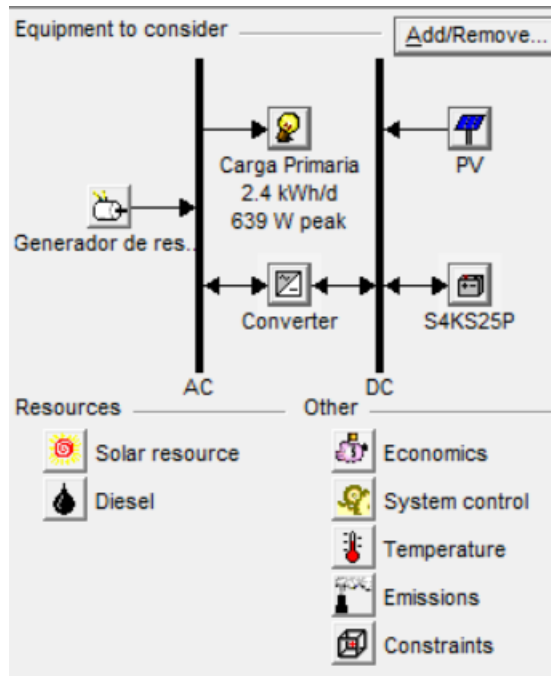 Equipment to consider
Add/Remove...
Carga Primaria
2.4 kWh/d
639 W peak
PV
Generador de res..
Converter
S4KS25P
AC
DC
Resources
Other
Solar resource
Economics
Diesel
System control
Temperature
Emissions
Constraints